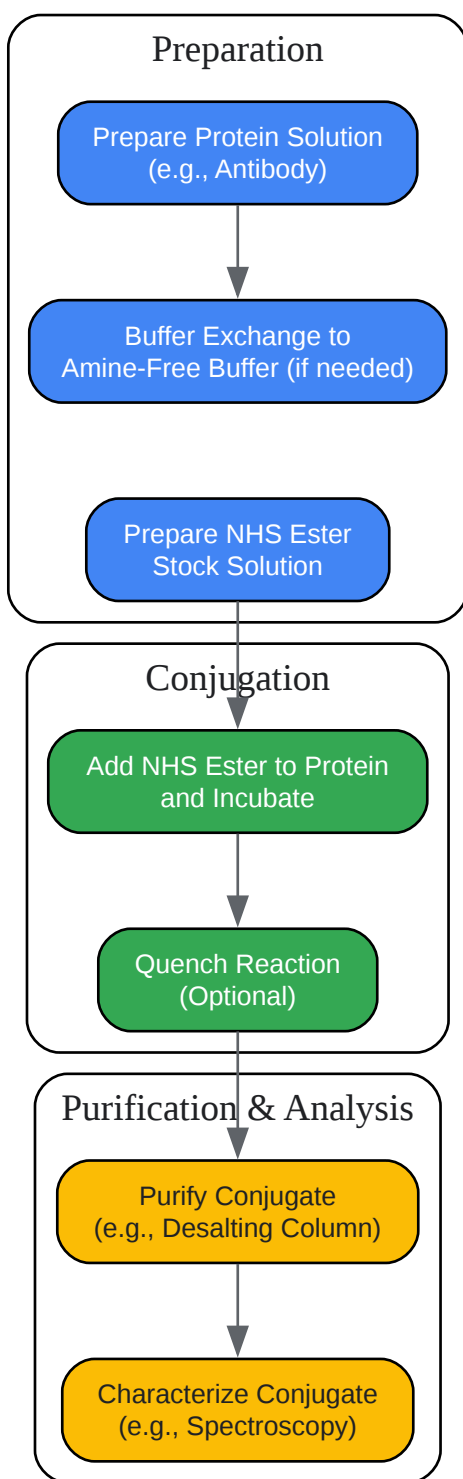 Preparation
Prepare Protein Solution
(e.g., Antibody)
Buffer Exchange to
Amine-Free Buffer (if needed)
Prepare NHS Ester
Stock Solution
Conjugation
Add NHS Ester to Protein
and Incubate
Quench Reaction
(Optional)
Purification & Analysis
Purify Conjugate
(e.g., Desalting Column)
Characterize Conjugate
(e.g., Spectroscopy)